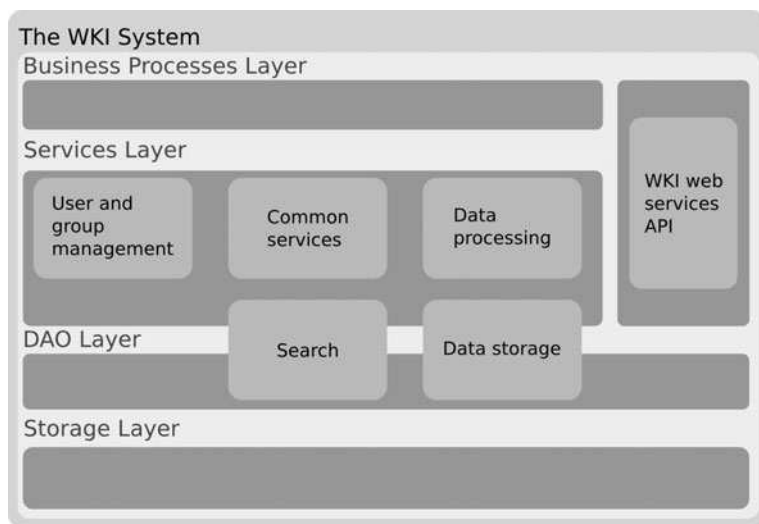 The WKI System
Business Processes Layer
Services Layer
User and
group
management
Common
services
Data
processing
WKI web
services
API
DAO Layer
Search
Data storage
Storage Layer